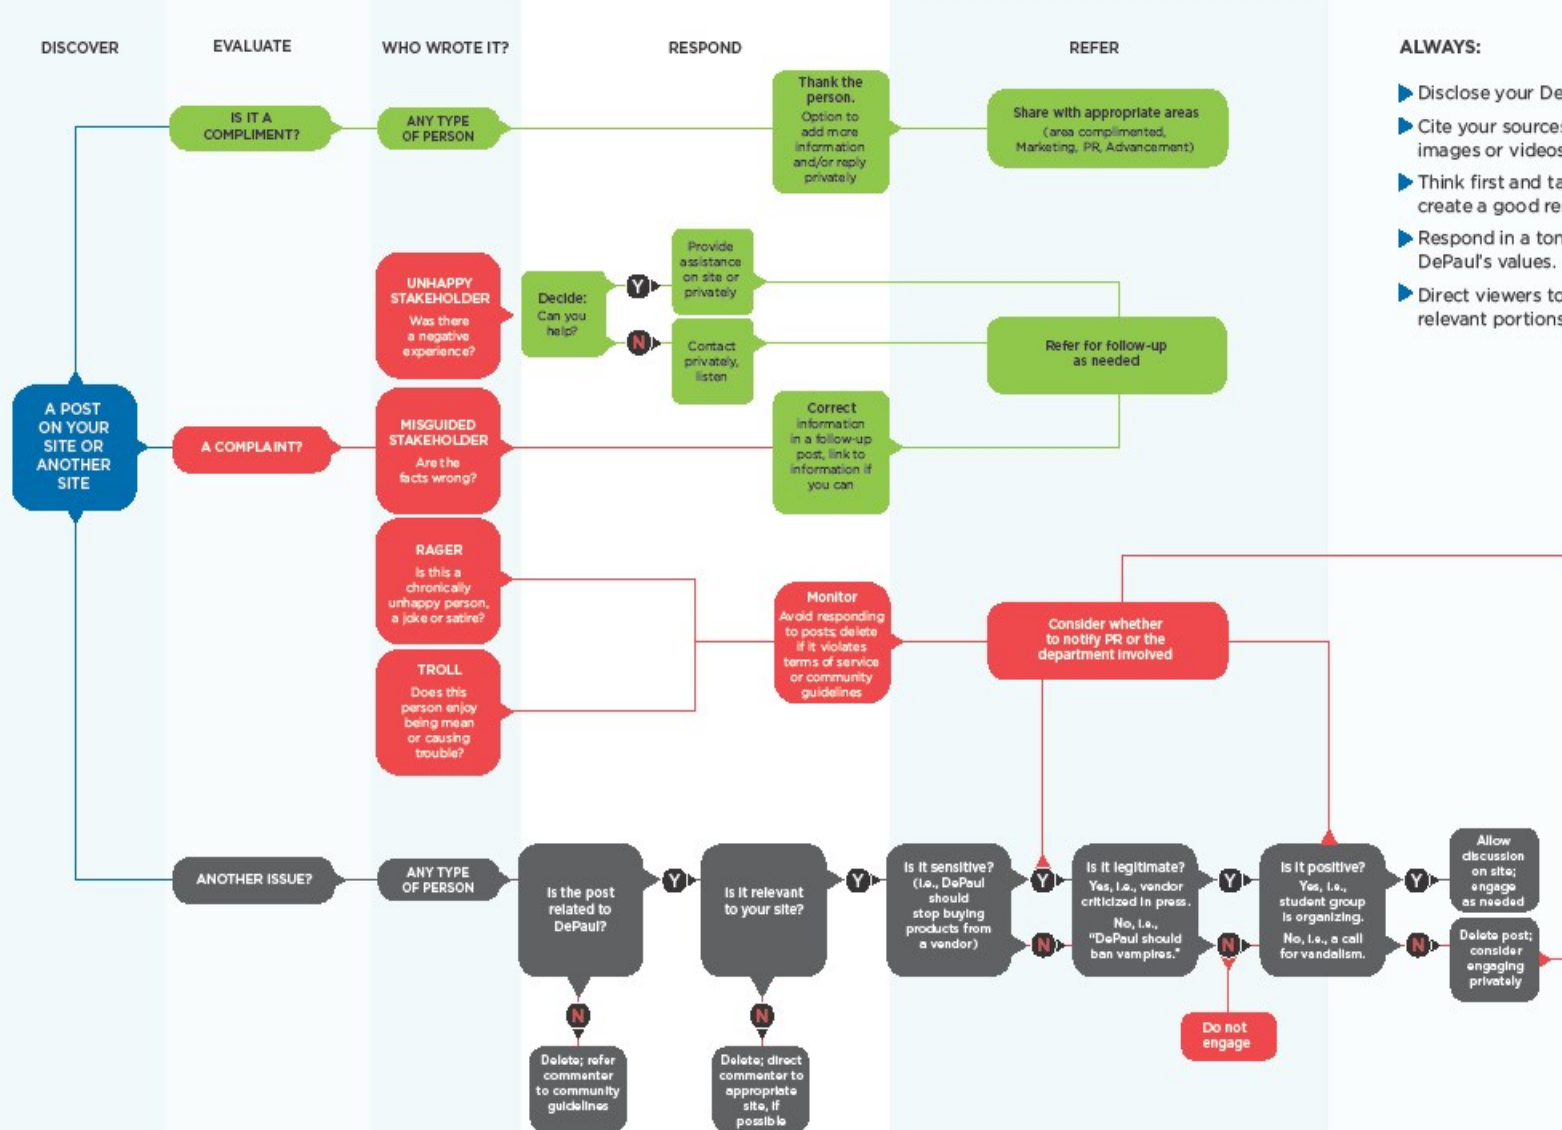 DISCOVER
EVALUATE
WHO WROTE IT?
RESPOND
REFER
ALWAYS:
Disclose your De
Cite your sources
images or videos
Think first and ta
create a good re
Respond in a ton
DePaul's values.
Direct viewers to
relevant portions
A POST
ON YOUR
SITE OR
ANOTHER
SITE
IS IT A
COMPLIMENT?
ANY TYPE
OF PERSON
Thank the
person.
Option to
add more
information
and/or reply
privately
Share with appropriate areas
(area complimented,
Marketing, PR, Advancement)
A COMPLAINT?
UNHAPPY
STAKEHOLDER
Was there
a negative
experience?
Decide:
Can you
help?
Y
Provide
assistance
on site or
privately
N
Contact
privately,
listen
Refer for follow-up
as needed
MISGUIDED
STAKEHOLDER
Are the
facts wrong?
Correct
information
in a follow-up
post, link to
information if
you can
RAGER
Is this a
chronically
unhappy person,
a joke or satire?
TROLL
Does this
person enjoy
being mean
or causing
trouble?
Monitor
Avoid responding
to posts; delete
if it violates
terms of service
or community
guidelines
Consider whether
to notify PR or the
department involved
ANOTHER ISSUE?
ANY TYPE
OF PERSON
Is the post
related to
DePaul?
Y
N
Delete; refer
commenter
to community
guidelines
Is it relevant
to your site?
Y
N
Delete; direct
commenter to
appropriate
site, if
possible
Is it sensitive?
(i.e., DePaul
should
stop buying
products from
a vendor)
Y
N
Is it legitimate?
Yes, i.e., vendor
criticized in press.
No, i.e.,
"DePaul should
ban vampires."
Y
N
Do not
engage
Is it positive?
Yes, i.e.,
student group
is organizing.
No, i.e., a call
for vandalism.
Y
N
Allow
discussion
on site;
engage
as needed
Delete post;
consider
engaging
privately